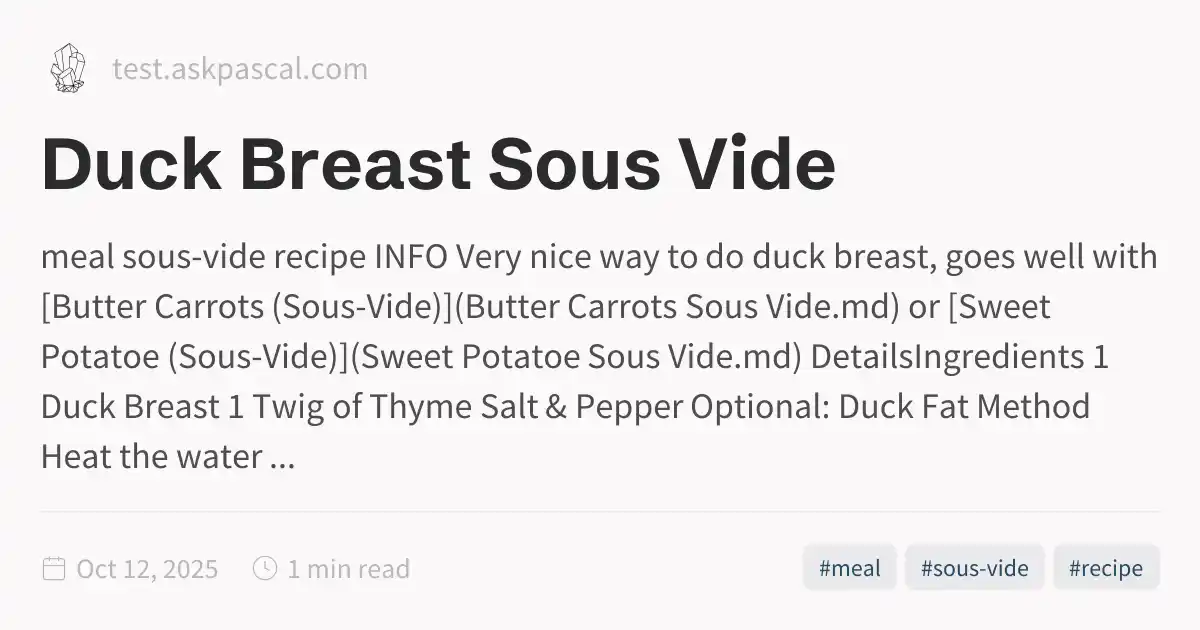 test.askpascal.com
Duck Breast Sous Vide
meal sous-vide recipe INFO Very nice way to do duck breast, goes well with
[Butter Carrots (Sous-Vide)](Butter Carrots Sous Vide.md) or [Sweet
Potatoe (Sous-Vide)](Sweet Potatoe Sous Vide.md) DetailsIngredients 1
Duck Breast 1 Twig of Thyme Salt & Pepper Optional: Duck Fat Method
Heat the water ...
Oct 12, 2025 1 min read #meal #sous-vide #recipe